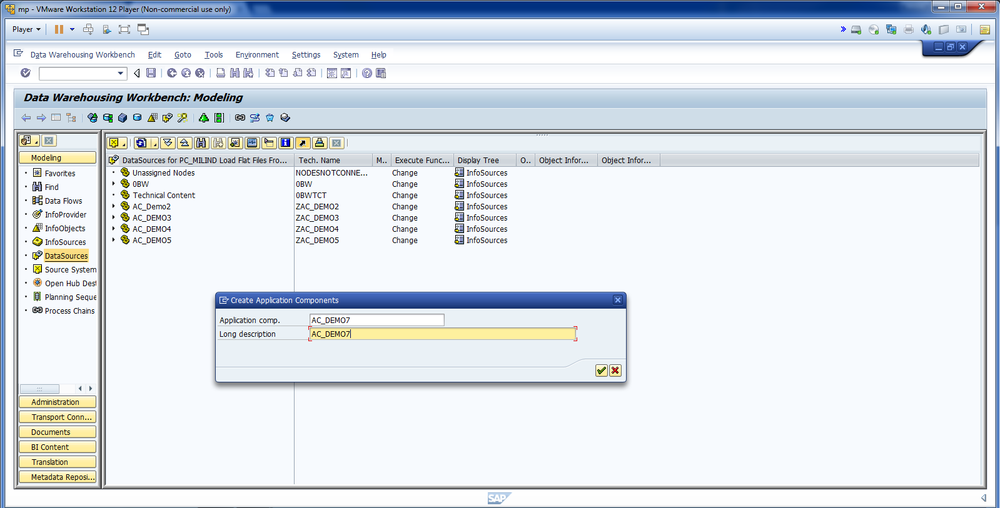 mp - VMware Workstation 12 Player (Non-commercial use only)
Player
Data Warehousing Workbench Edit Goto Tools Environment Settings System Help
Data Warehousing Workbench: Modeling
Modeling
Favorites
Find
Data Flows
InfoProvider
InfoObjects
InfoSources
DataSources
Source System
Open Hub Dest
Planning Seque
Process Chains
Administration
Transport Conn...
Documents
BI Content
Translation
Metadata Reposi...
DataSources for PC_MILIND Load Flat Files Fro... Tech. Name M.. Execute Func... Display Tree O.. Object Infor... Object Infor...
Unassigned Nodes NODESNOTCONNE... Change InfoSources
0BW 0BW Change InfoSources
Technical Content 0BWTCT Change InfoSources
AC_Demo2 ZAC_DEMO2 Change InfoSources
AC_DEMO3 ZAC_DEMO3 Change InfoSources
AC_DEMO4 ZAC_DEMO4 Change InfoSources
AC_DEMO5 ZAC_DEMO5 Change InfoSources
Create Application Components
Application comp. AC_DEMO7
Long description AC_DEMO7
SAP